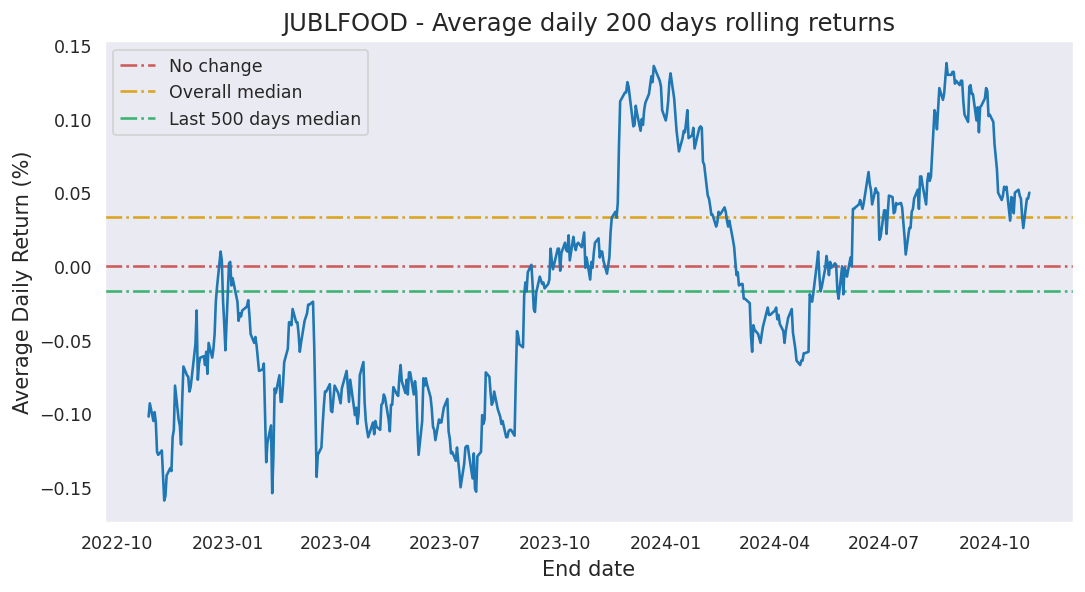 JUBLFOOD - Average daily 200 days rolling returns
0.15
No change
Overall median
Last 500 days median
0.10
0.05
0.00
−0.05
−0.10
−0.15
Average Daily Return (%)
2022-10 2023-01 2023-04 2023-07 2023-10 2024-01 2024-04 2024-07 2024-10
End date